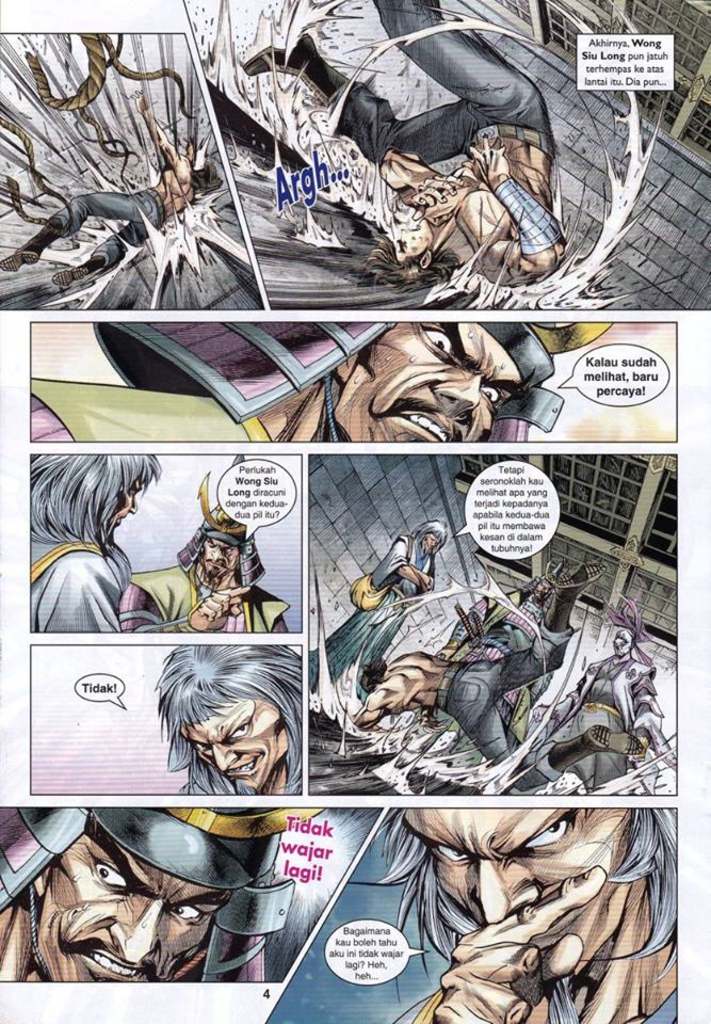 Akhirnya, Wong
Siu Long pun jatuh
terhempas ke atas
lantai itu. Dia pun...
Argh...
Kalau sudah
melihat, baru
percaya!
Perlukah
Wong Siu
Long diracuni
dengan kedua-
dua pil itu?
Tetapi
seronoklah kau
melihat apa yang
terjadi kepadanya
apabila kedua-dua
pil itu membawa
kesan di dalam
tubuhnya!
Tidak!
Tidak
wajar
lagi!
Bagaimana
kau boleh tahu
aku ini tidak wajar
lagi? Heh,
heh...
4